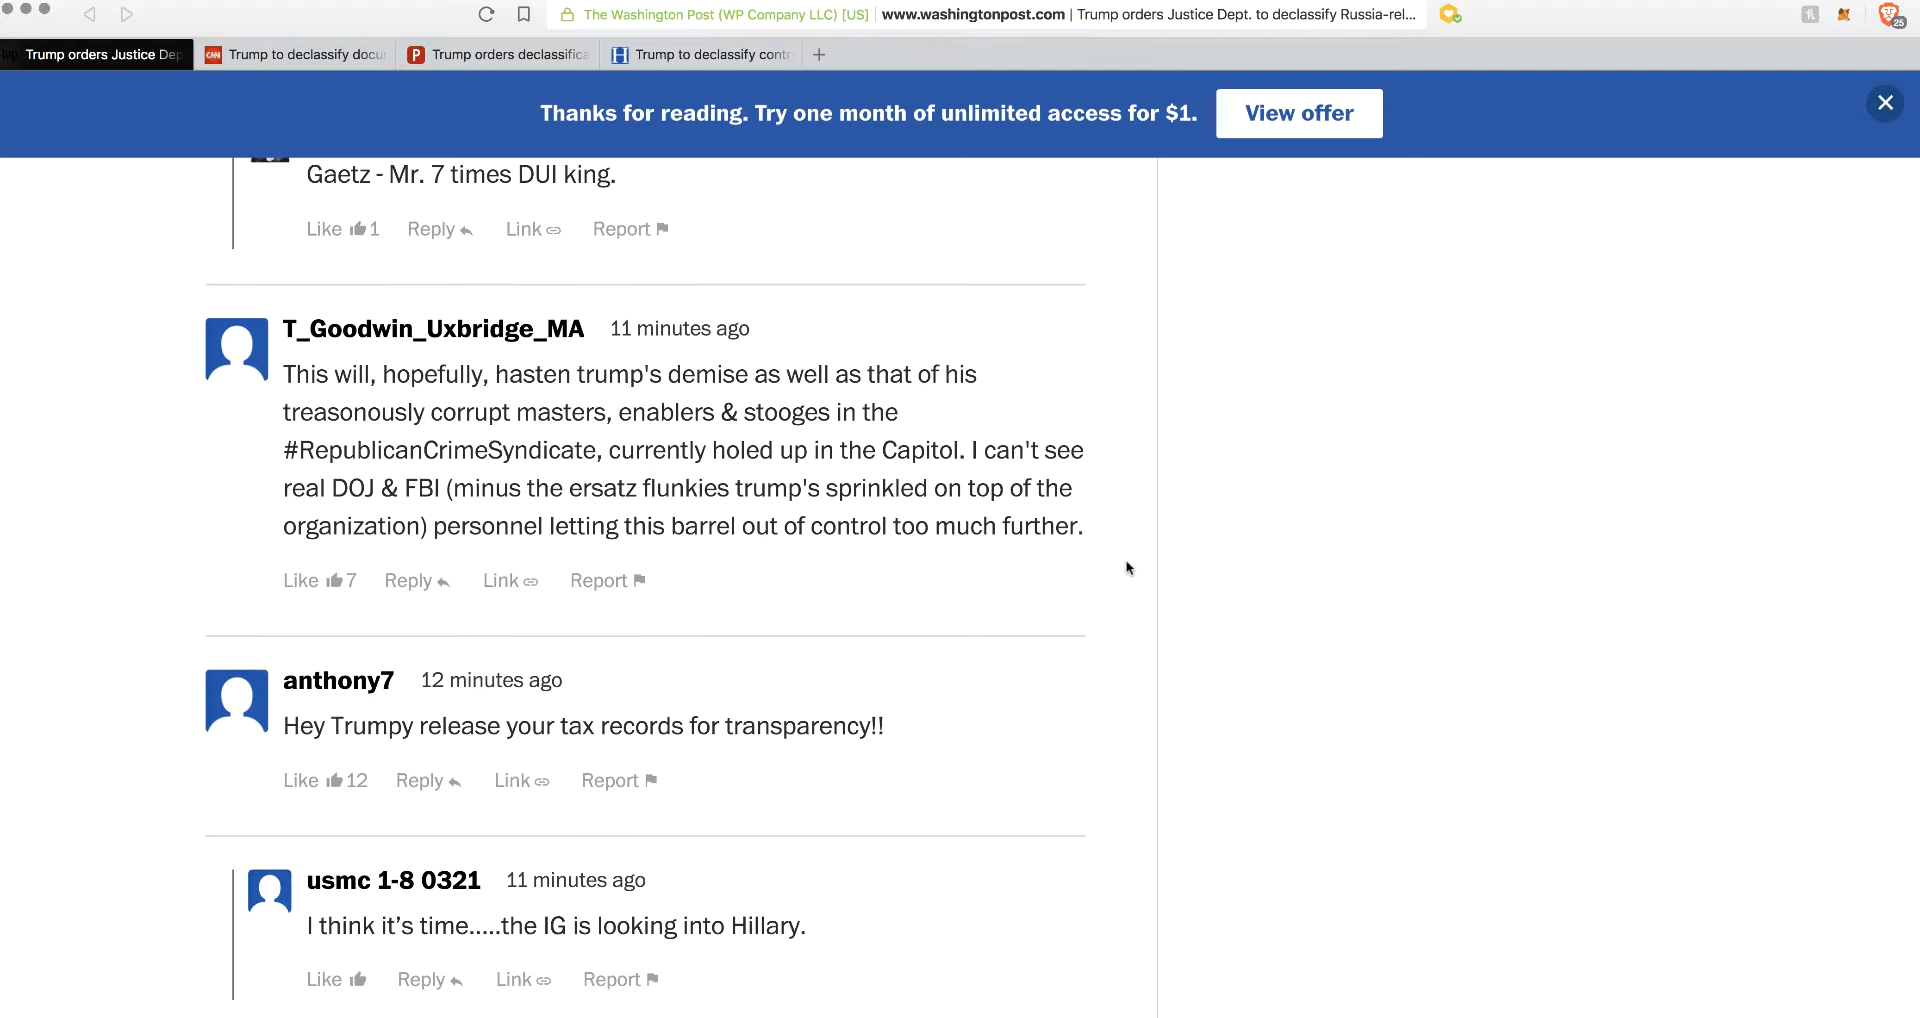 The Washington Post (WP Company LLC) [US] | www.washingtonpost.com | Trump orders Justice Dept. to declassify Russia-rel...
25
Trump orders Justice Dep
CNN Trump to declassify docu
P Trump orders declassifica
H Trump to declassify contr
Thanks for reading. Try one month of unlimited access for $1. View offer
Gaetz - Mr. 7 times DUI king.
Like 1 Reply Link Report
T_Goodwin_Uxbridge_MA 11 minutes ago
This will, hopefully, hasten trump's demise as well as that of his
treasonously corrupt masters, enablers & stooges in the
#RepublicanCrimeSyndicate, currently holed up in the Capitol. I can't see
real DOJ & FBI (minus the ersatz flunkies trump's sprinkled on top of the
organization) personnel letting this barrel out of control too much further.
Like 7 Reply Link Report
anthony7 12 minutes ago
Hey Trumpy release your tax records for transparency!!
Like 12 Reply Link Report
usmc 1-8 0321 11 minutes ago
I think it’s time.....the IG is looking into Hillary.
Like Reply Link Report